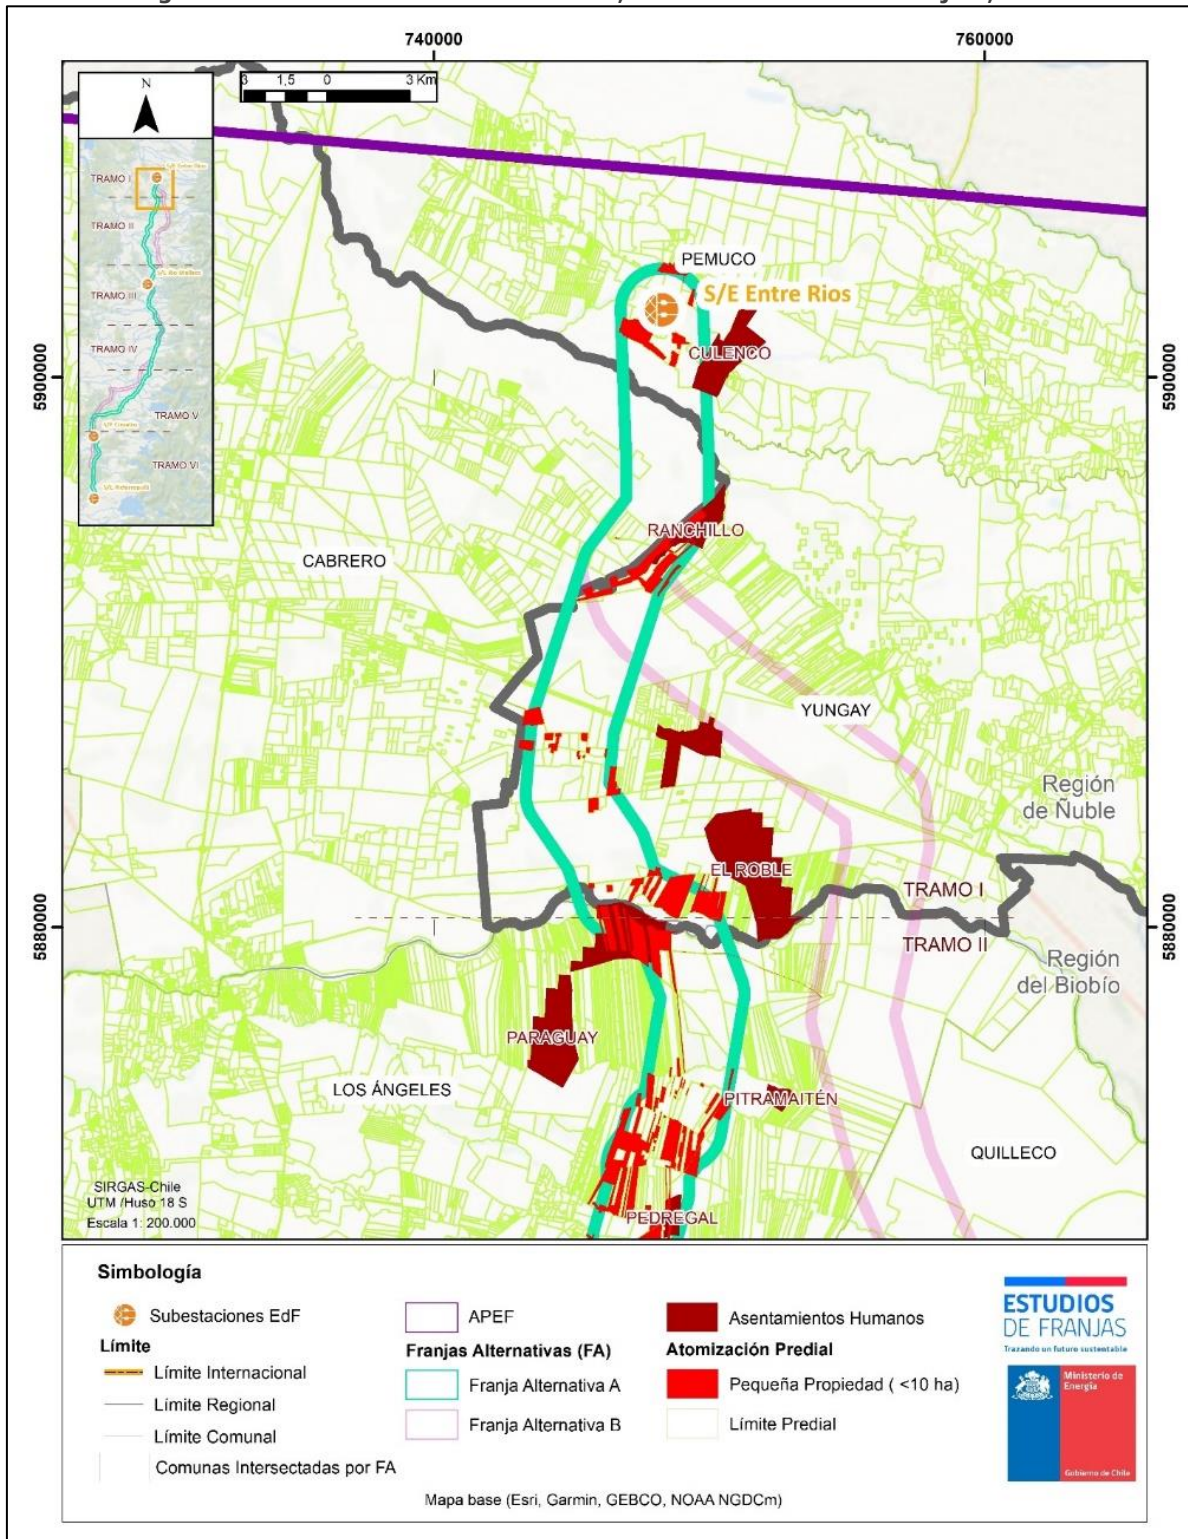 740000
760000
N
3 1,5 0 3 Km
TRAMO I
S/E Entre Rios
TRAMO II
TRAMO III
TRAMO IV
TRAMO V
TRAMO VI
PEMUCO
S/E Entre Rios
CULENCO
5900000
5900000
RANCHILLO
CABRERO
YUNGAY
Región
de Ñuble
EL ROBLE
TRAMO I
5880000
5880000
TRAMO II
Región
del Biobío
PARAGUAY
LOS ÁNGELES
PITRAMAITÉN
QUILLECO
SIRGAS-Chile
UTM /Huso 18 S
Escala 1: 200.000
PEDREGAL
Simbología
Subestaciones EdF
Límite
Límite Internacional
Límite Regional
Límite Comunal
Comunas Intersectadas por FA
APEF
Franjas Alternativas (FA)
Franja Alternativa A
Franja Alternativa B
Asentamientos Humanos
Atomización Predial
Pequeña Propiedad ( <10 ha)
Límite Predial
ESTUDIOS
DE FRANJAS
Trazando un futuro sustentable
Ministerio de
Energía
Gobierno de Chile
Mapa base (Esri, Garmin, GEBCO, NOAA NGDCm)